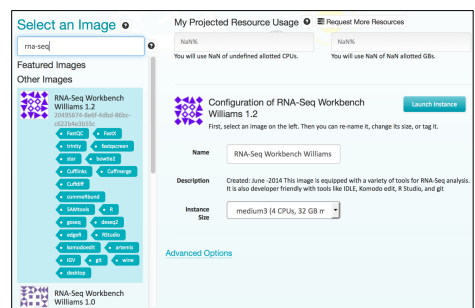 Select an Image
rna-seq
Featured Images
Other Images
RNA-Seq Workbench
Williams 1.2
FastQC
FastX
trinity
fastqscreen
star
bowtie2
Cufflinks
Cuffmerge
Cuffdiff
cummeRbund
SAMtools
R
goseq
deseq2
edgeR
RStudio
komodoedit
artemis
IGV
git
wine
desktop
RNA-Seq Workbench
Williams 1.0
My Projected Resource Usage
Request More Resources
NaN%
NaN%
You will use NaN of undefined allotted CPUs.
You will use NaN of NaN allotted GBs.
Configuration of RNA-Seq Workbench
Williams 1.2
Launch Instance
First, select an image on the left. Then you can re-name it, change its size, or tag it.
Name
RNA-Seq Workbench Williams
Description
Created: June -2014 This image is equipped with a variety of tools for RNA-Seq analysis.
It is also developer friendly with tools like IDLE, Komodo edit, R Studio, and git
Instance
Size
medium3 (4 CPUs, 32 GB m
Advanced Options